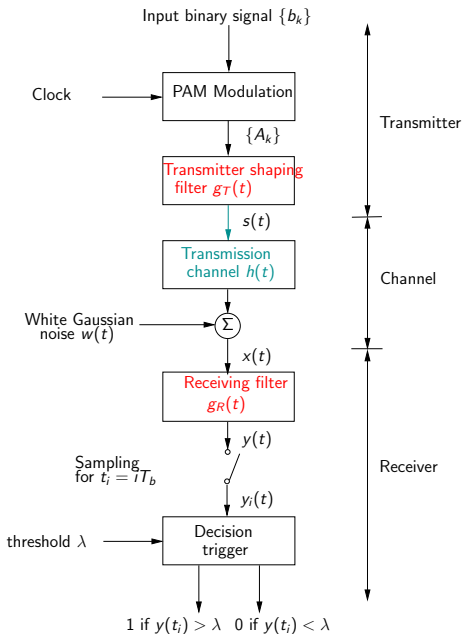 Input binary signal {b_k}
Clock
PAM Modulation
{A_k}
Transmitter
Transmitter shaping
filter g_T(t)
s(t)
Transmission
channel h(t)
Channel
White Gaussian
noise w(t)
Σ
x(t)
Receiving filter
g_R(t)
y(t)
Sampling
for t_i = iT_b
Receiver
y_i(t)
threshold λ
Decision
trigger
1 if y(t_i) > λ 0 if y(t_i) < λ